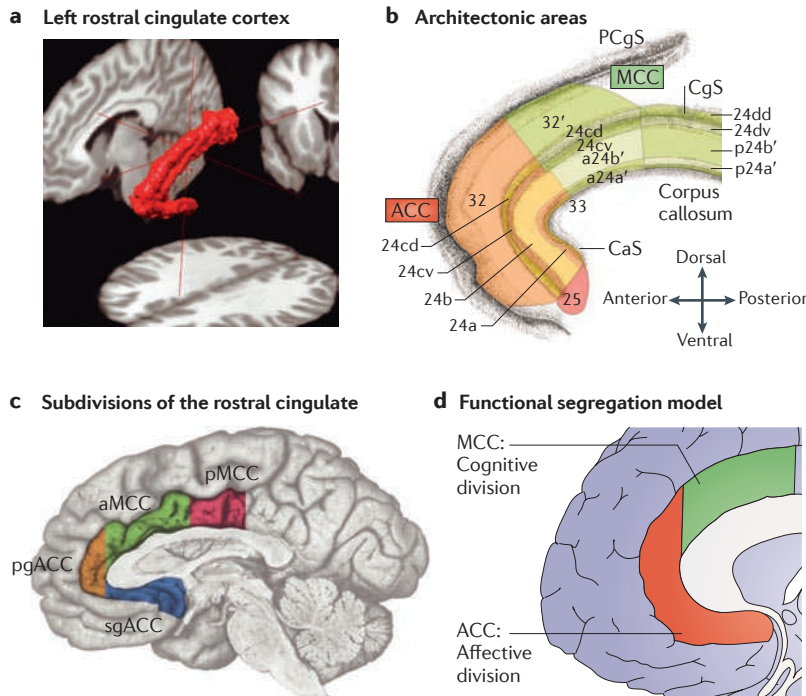 a Left rostral cingulate cortex
b Architectonic areas
PCgS
MCC
CgS
32′
24cd
24cv
a24b′
a24a′
24dd
24dv
p24b′
p24a′
32
33
Corpus
callosum
ACC
24cd
24cv
24b
24a
CaS
25
Dorsal
Anterior
Posterior
Ventral
c Subdivisions of the rostral cingulate
pMCC
aMCC
pgACC
sgACC
d Functional segregation model
MCC:
Cognitive
division
ACC:
Affective
division